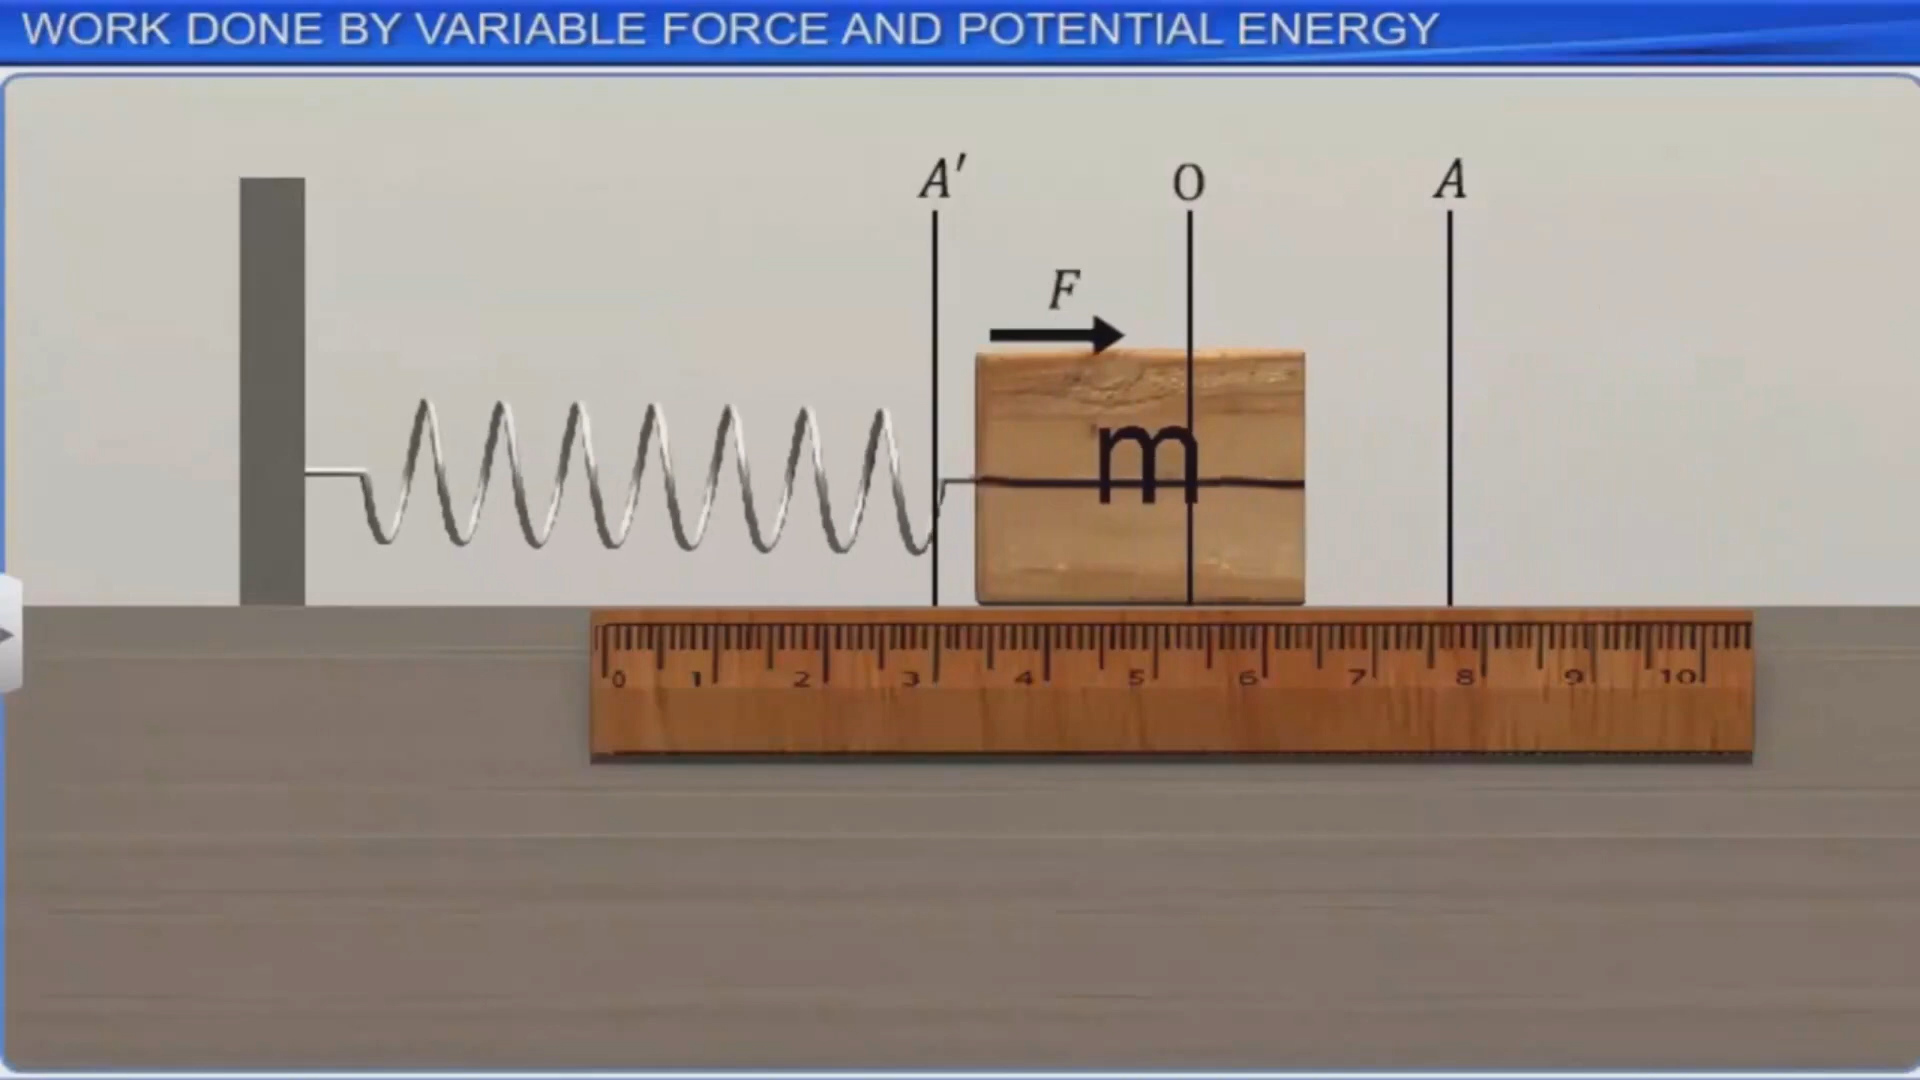 WORK DONE BY VARIABLE FORCE AND POTENTIAL ENERGY
A′ O A
F
m
0 1 2 3 4 5 6 7 8 9 10